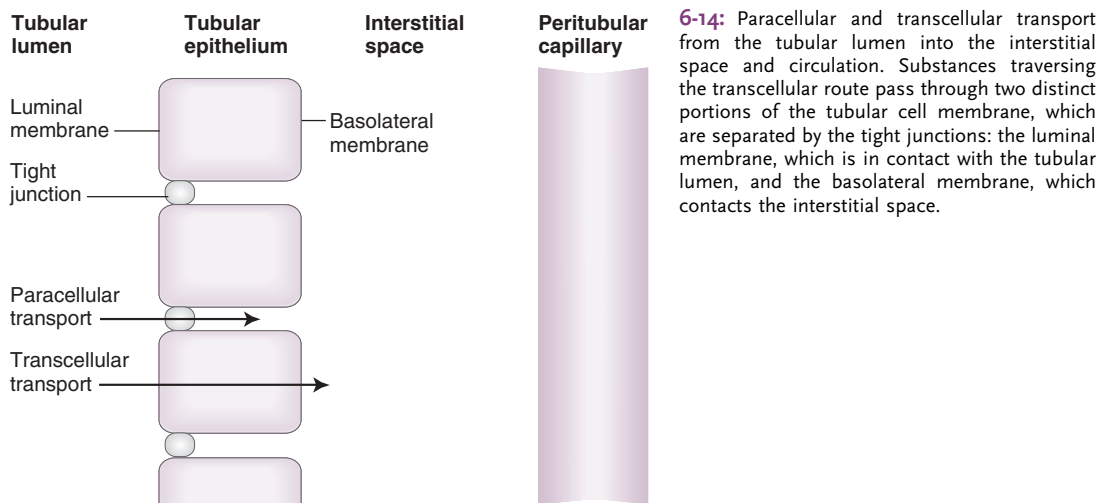 Tubular
lumen
Tubular
epithelium
Interstitial
space
Peritubular
capillary
Luminal
membrane
Basolateral
membrane
Tight
junction
Paracellular
transport
Transcellular
transport
6-14: Paracellular and transcellular transport
from the tubular lumen into the interstitial
space and circulation. Substances traversing
the transcellular route pass through two distinct
portions of the tubular cell membrane, which
are separated by the tight junctions: the luminal
membrane, which is in contact with the tubular
lumen, and the basolateral membrane, which
contacts the interstitial space.